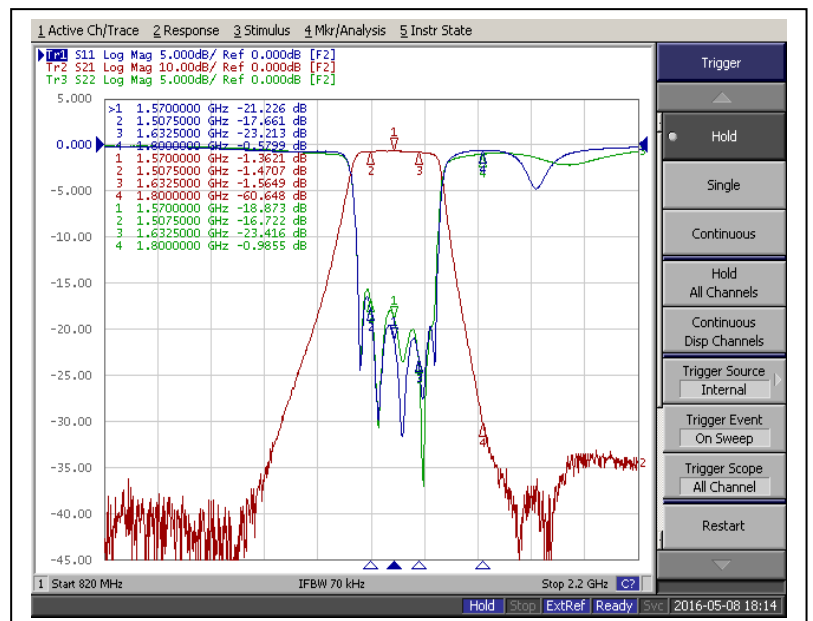 1 Active Ch/Trace 2 Response 3 Stimulus 4 Mkr/Analysis 5 Instr State
Tr1 S11 Log Mag 5.000dB/ Ref 0.000dB [F2]
Tr2 S21 Log Mag 10.00dB/ Ref 0.000dB [F2]
Tr3 S22 Log Mag 5.000dB/ Ref 0.000dB [F2]
5.000
0.000
-5.000
-10.00
-15.00
-20.00
-25.00
-30.00
-35.00
-40.00
-45.00
>1 1.5700000 GHz -21.226 dB
2 1.5075000 GHz -17.661 dB
3 1.6325000 GHz -23.213 dB
4 1.8000000 GHz -0.5799 dB
1 1.5700000 GHz -1.3621 dB
2 1.5075000 GHz -1.4707 dB
3 1.6325000 GHz -1.5649 dB
4 1.8000000 GHz -60.648 dB
1 1.5700000 GHz -18.873 dB
2 1.5075000 GHz -16.722 dB
3 1.6325000 GHz -23.416 dB
4 1.8000000 GHz -0.9855 dB
1
2
3
4
1
2
4
2
1 Start 820 MHz IFBW 70 kHz Stop 2.2 GHz C?
Trigger
Hold
Single
Continuous
Hold
All Channels
Continuous
Disp Channels
Trigger Source
Internal
Trigger Event
On Sweep
Trigger Scope
All Channel
Restart
Hold Stop ExtRef Ready Svc 2016-05-08 18:14